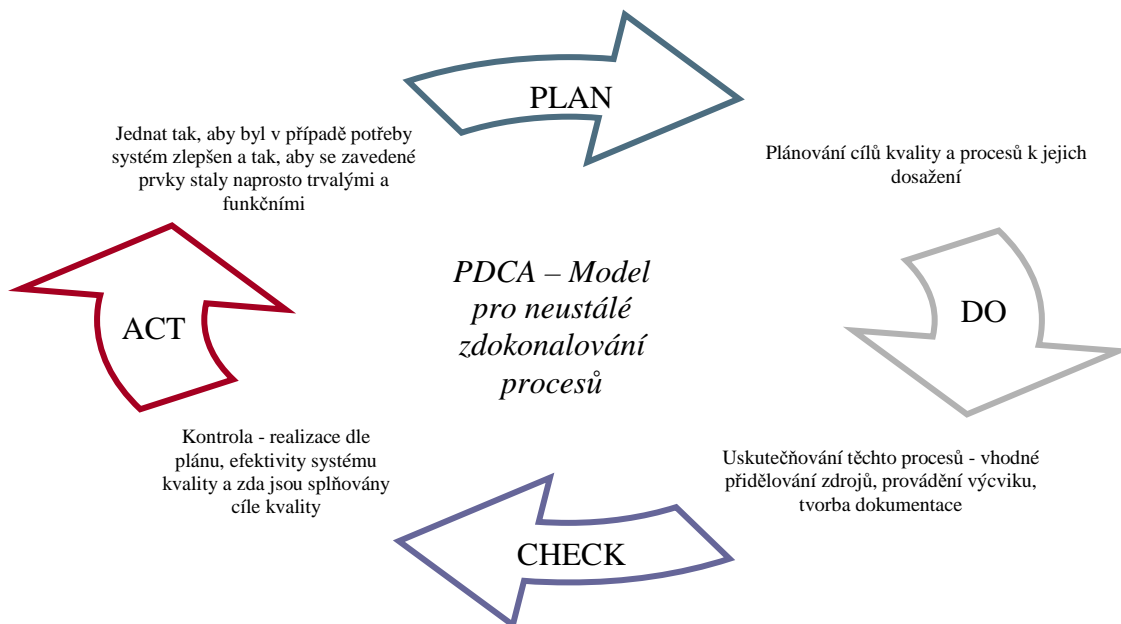 PLAN
Jednat tak, aby byl v případě potřeby
systém zlepšen a tak, aby se zavedené
prvky staly naprosto trvalými a
funkčními
Plánování cílů kvality a procesů k jejich
dosažení
PDCA – Model
pro neustálé
zdokonalování
procesů
ACT
DO
Kontrola - realizace dle
plánu, efektivity systému
kvality a zda jsou splňovány
cíle kvality
Uskutečňování těchto procesů - vhodné
přidělování zdrojů, provádění výcviku,
tvorba dokumentace
CHECK